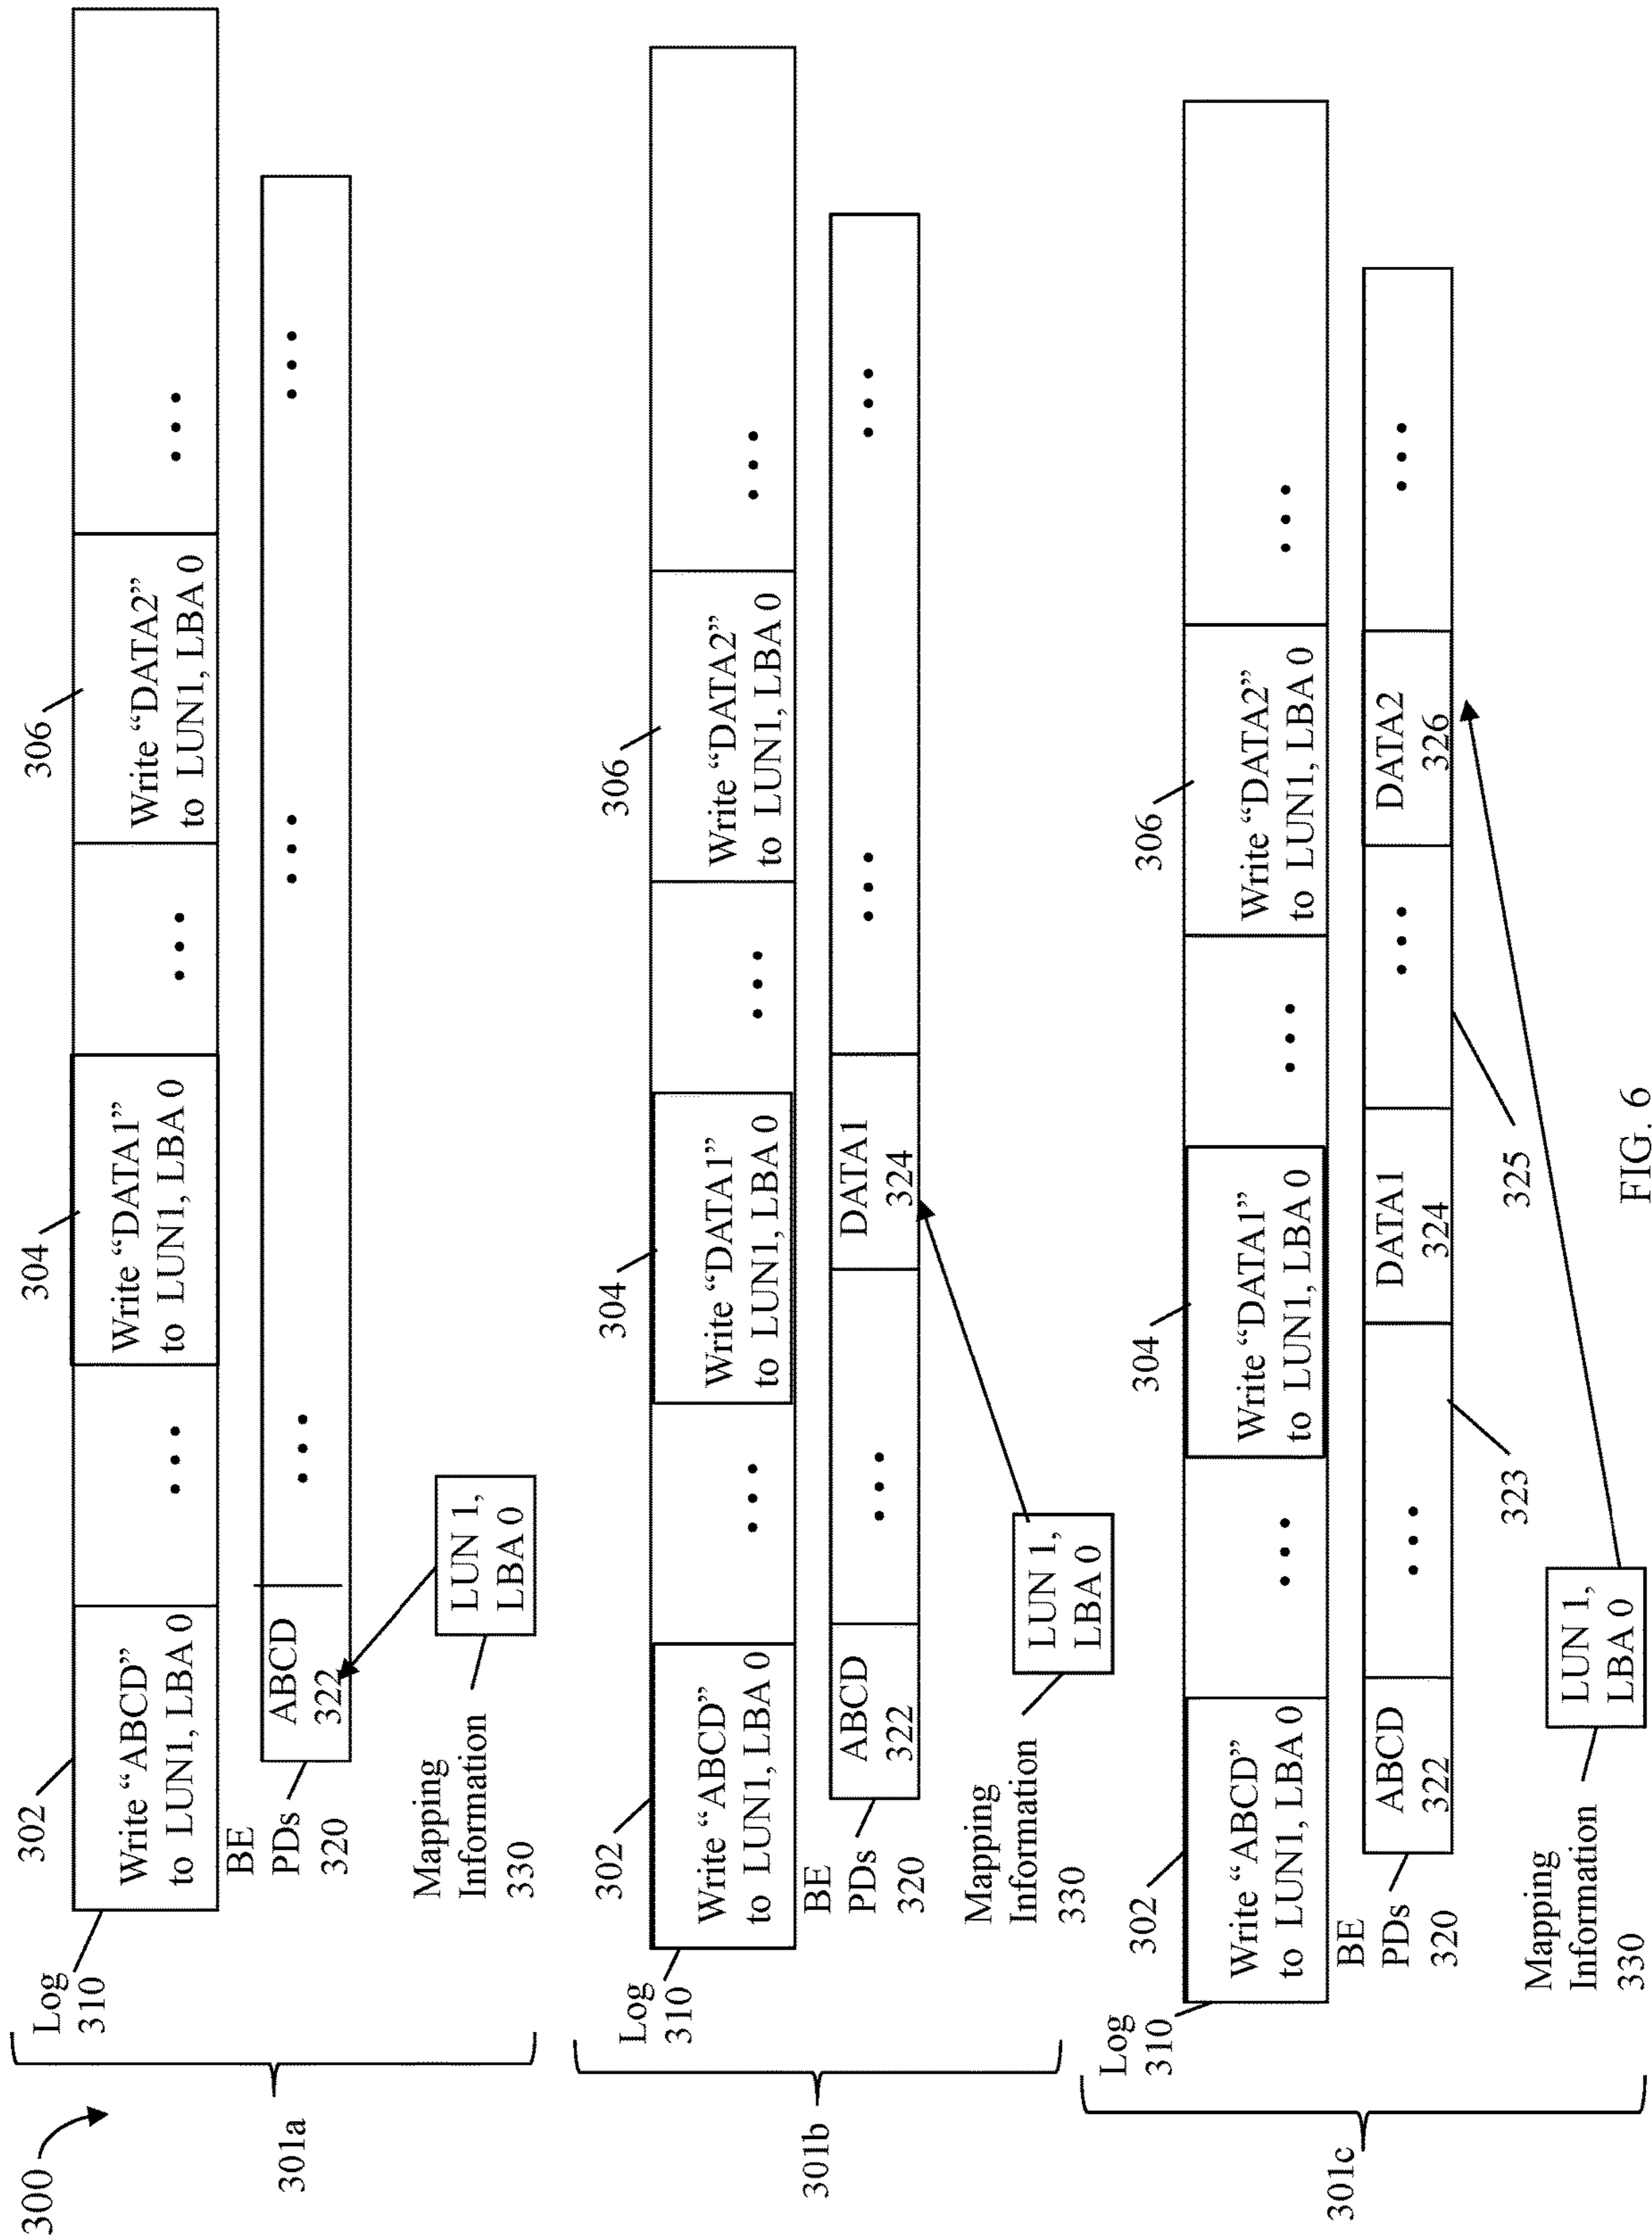 300
301a
Log
310
302
Write “ABCD”
to LUN1, LBA 0
...
304
Write “DATA1”
to LUN1, LBA 0
...
306
Write “DATA2”
to LUN1, LBA 0
...
BE
PDs
320
ABCD
322
...
...
...
Mapping
Information
330
LUN 1,
LBA 0
301b
Log
310
302
Write “ABCD”
to LUN1, LBA 0
...
304
Write “DATA1”
to LUN1, LBA 0
...
306
Write “DATA2”
to LUN1, LBA 0
...
BE
PDs
320
ABCD
322
...
DATA1
324
...
...
Mapping
Information
330
LUN 1,
LBA 0
301c
Log
310
302
Write “ABCD”
to LUN1, LBA 0
...
304
Write “DATA1”
to LUN1, LBA 0
...
306
Write “DATA2”
to LUN1, LBA 0
...
BE
PDs
320
ABCD
322
...
323
DATA1
324
...
325
DATA2
326
...
Mapping
Information
330
LUN 1,
LBA 0
FIG. 6